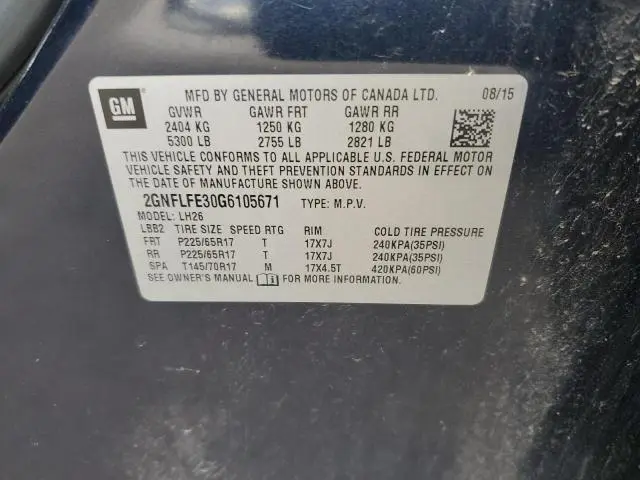 GM
MFD BY GENERAL MOTORS OF CANADA LTD. 08/15
GVWR GAWR FRT GAWR RR
2404 KG 1250 KG 1280 KG
5300 LB 2755 LB 2821 LB
THIS VEHICLE CONFORMS TO ALL APPLICABLE U.S. FEDERAL MOTOR
VEHICLE SAFETY AND THEFT PREVENTION STANDARDS IN EFFECT ON
THE DATE OF MANUFACTURE SHOWN ABOVE.
2GNFLFE30G6105671 TYPE: M.P.V.
MODEL: LH26
LBB2 TIRE SIZE SPEED RTG RIM COLD TIRE PRESSURE
FRT P225/65R17 T 17X7J 240KPA(35PSI)
RR P225/65R17 T 17X7J 240KPA(35PSI)
SPA T145/70R17 M 17X4.5T 420KPA(60PSI)
SEE OWNER'S MANUAL FOR MORE INFORMATION